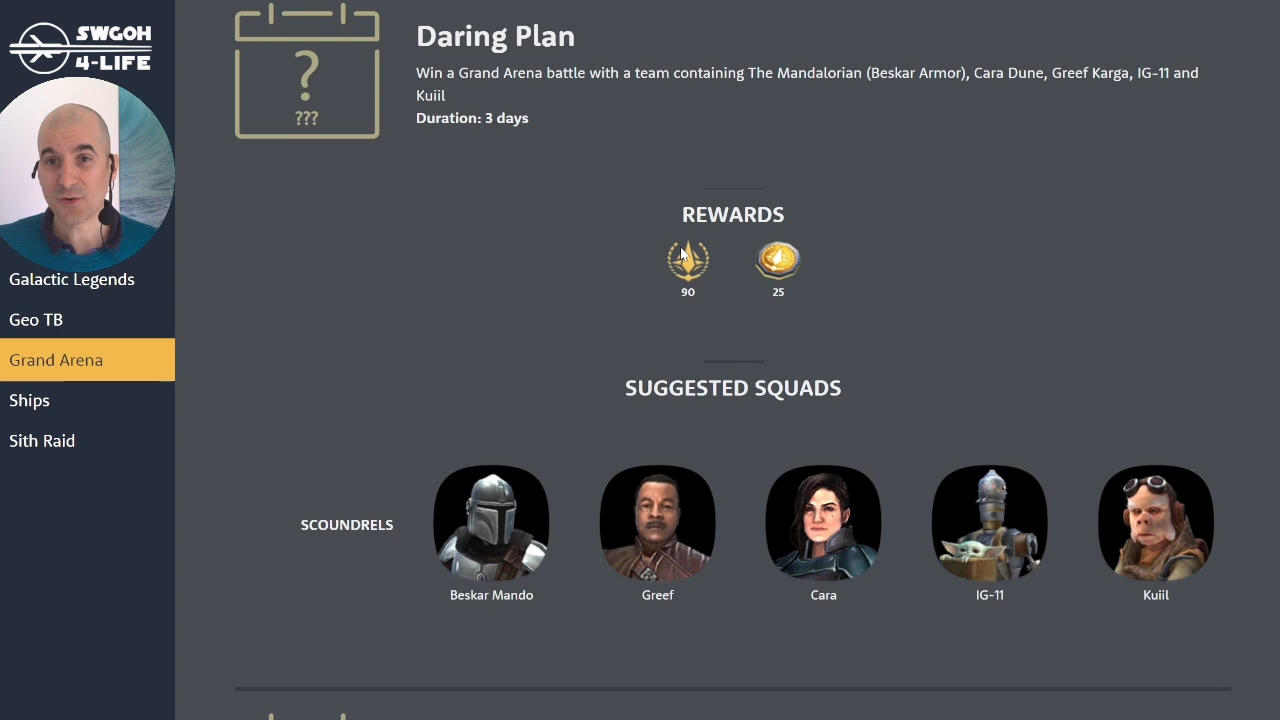 SWGOH
4-LIFE
Galactic Legends
Geo TB
Grand Arena
Ships
Sith Raid
?
???
Daring Plan
Win a Grand Arena battle with a team containing The Mandalorian (Beskar Armor), Cara Dune, Greef Karga, IG-11 and
Kuiil
Duration: 3 days
REWARDS
90
25
SUGGESTED SQUADS
SCOUNDRELS
Beskar Mando
Greef
Cara
IG-11
Kuiil